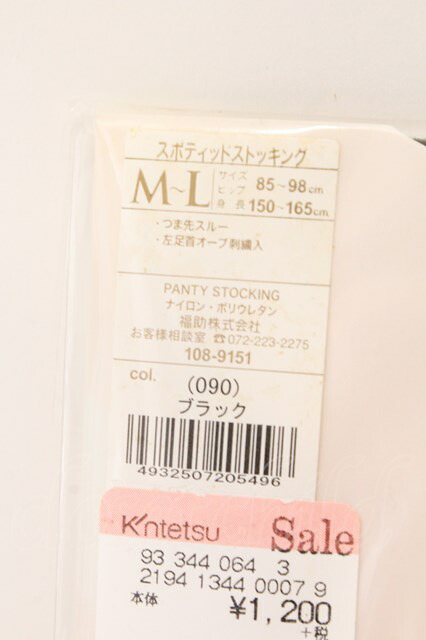 スポティッドストッキング
M~L
サイズ
ヒップ 85~98cm
身長 150~165cm.
・つま先スルー
・左足首オーブ刺繍入
PANTY STOCKING
ナイロン・ポリウレタン
福助株式会社
お客様相談室 ☎072-223-2275
108-9151
col.
(090)
ブラック
4932507205496
Kintetsu Sale
93 344 064 3
2194 1344 0007 9
本体 ¥1,200
+税